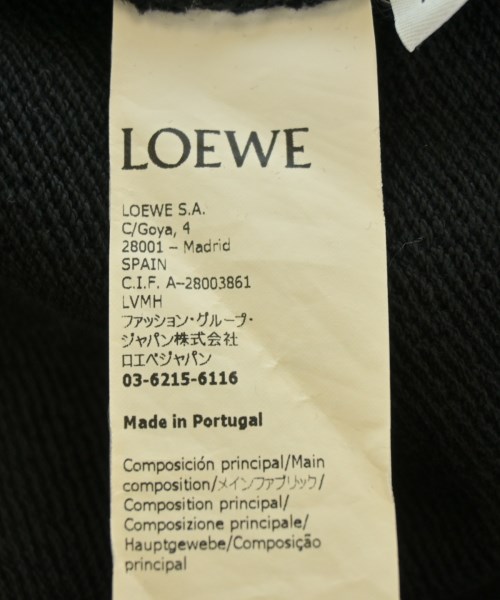 LOEWE
LOEWE S.A.
C/Goya, 4
28001 – Madrid
SPAIN
C.I.F. A–28003861
LVMH
ファッション・グループ・
ジャパン株式会社
ロエベジャパン
03-6215-6116
Made in Portugal
Composición principal/Main
composition/メインファブリック/
Composition principal/
Composizione principale/
Hauptgewebe/Composição
principal